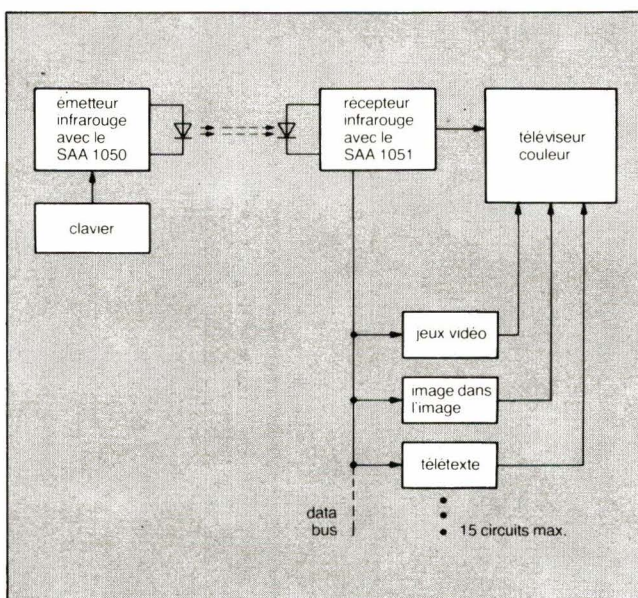 émetteur
infrarouge
avec le
SAA 1050
récepteur
infrarouge
avec le
SAA 1051
téléviseur
couleur
clavier
jeux vidéo
image dans
l'image
télétexte
data
bus
15 circuits max.